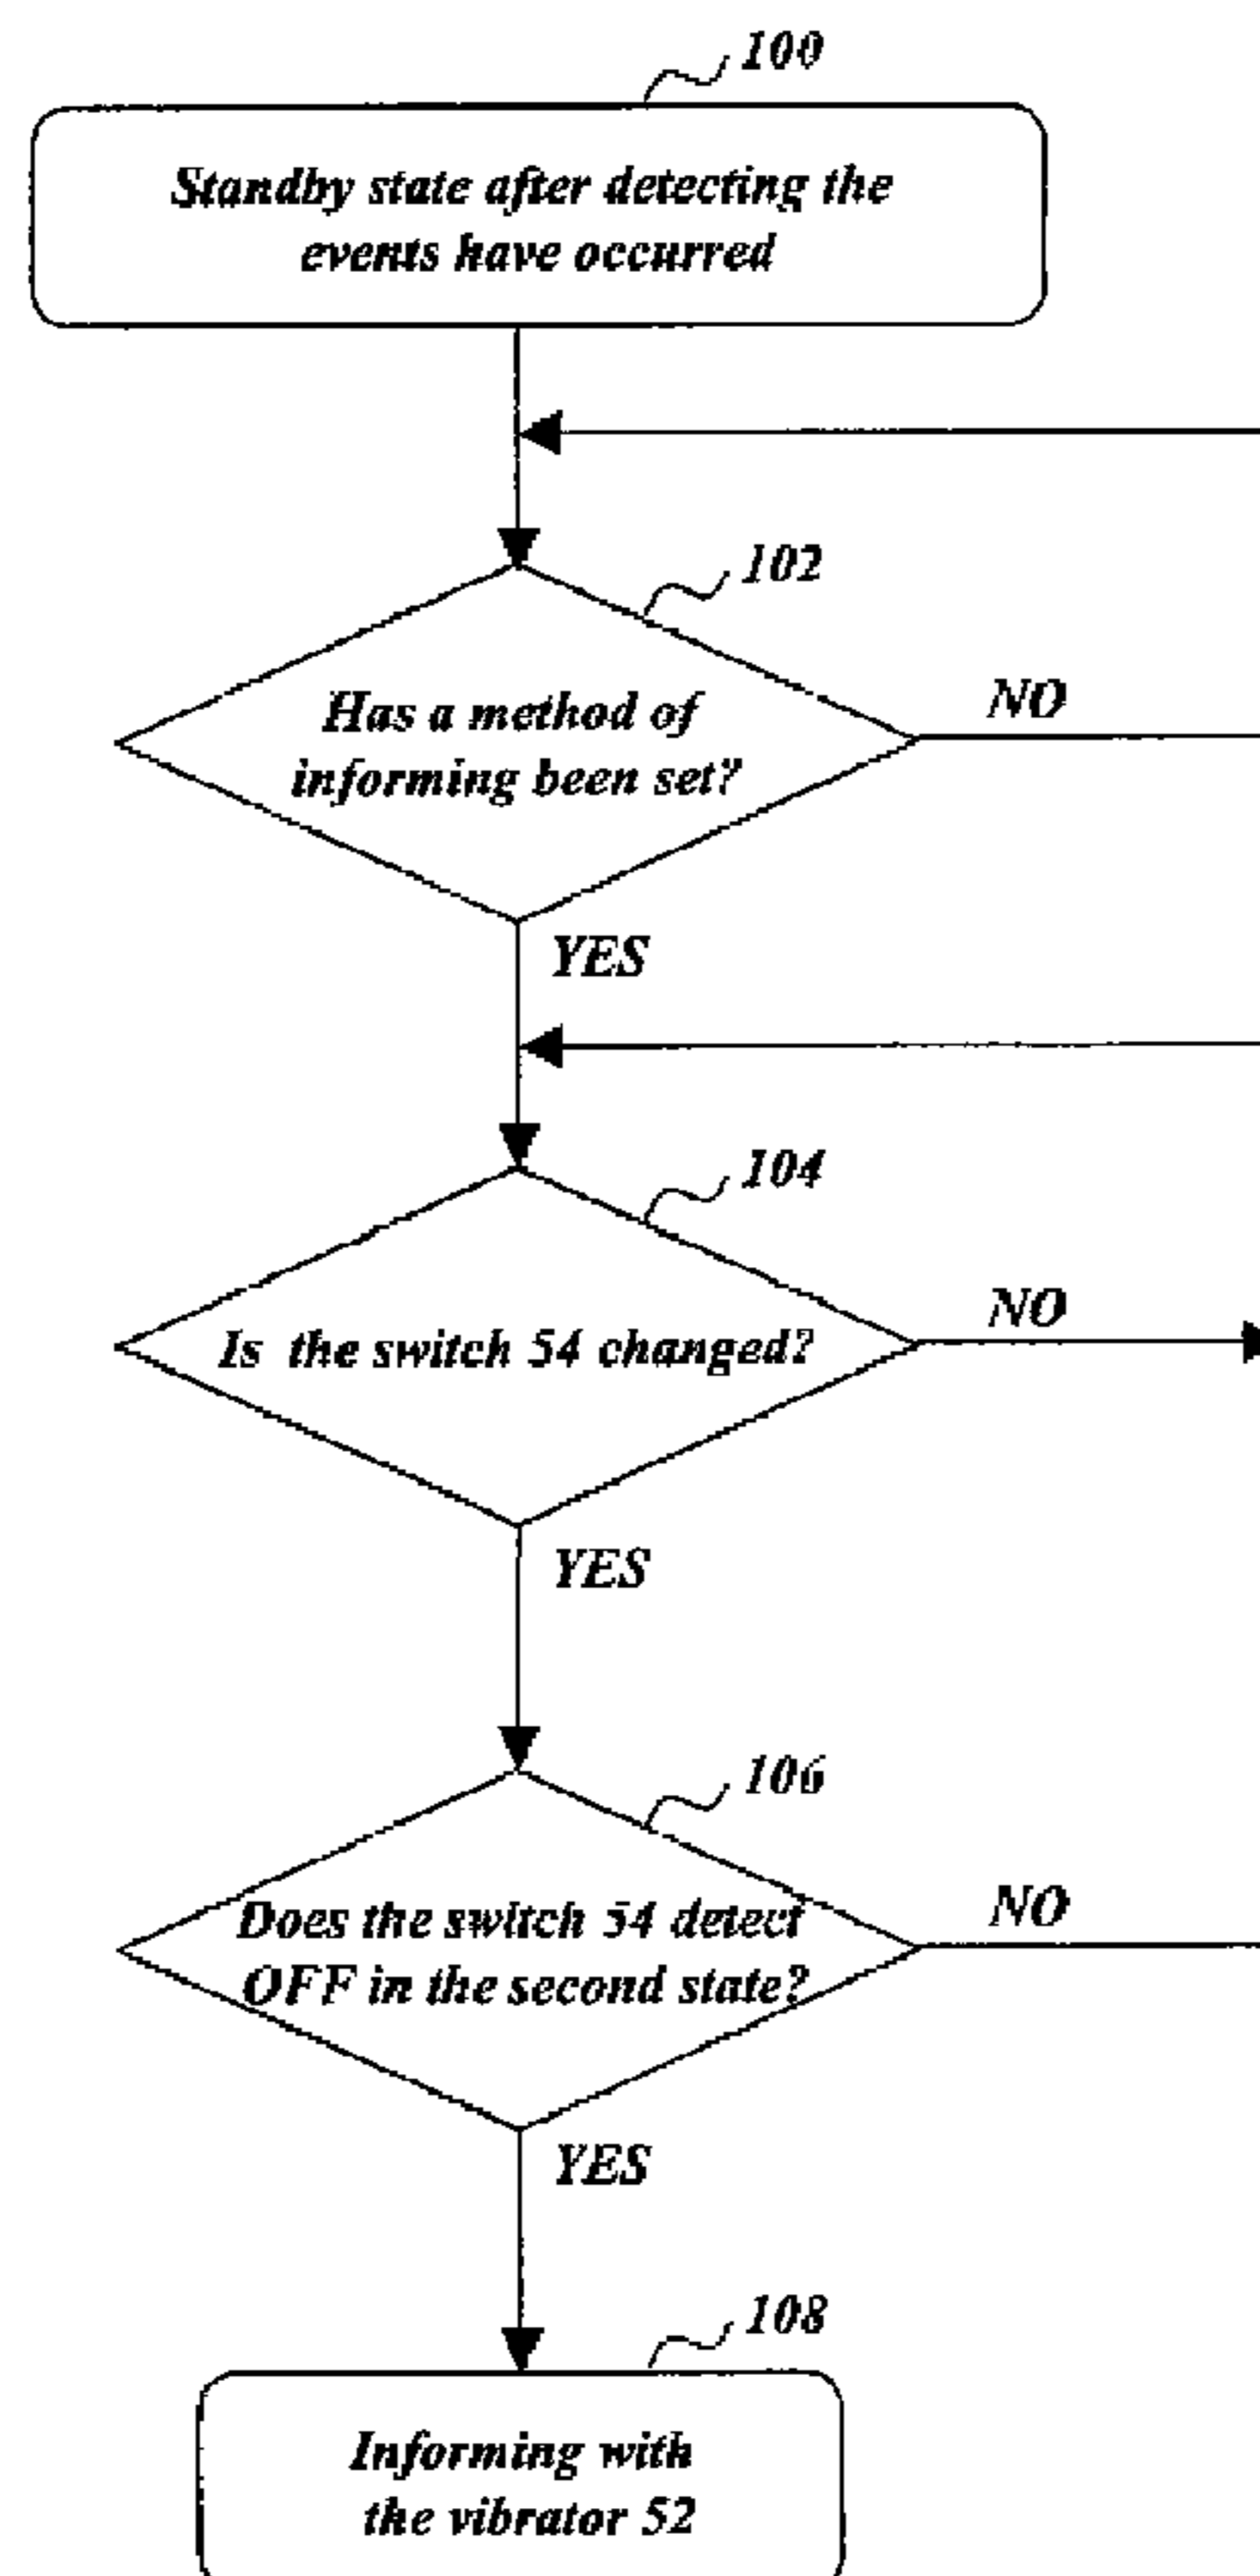 100
Standby state after detecting the
events have occurred
102
Has a method of
informing been set?
NO
YES
104
Is the switch 54 changed?
NO
YES
106
Does the switch 54 detect
OFF in the second state?
NO
YES
108
Informing with
the vibrator 52